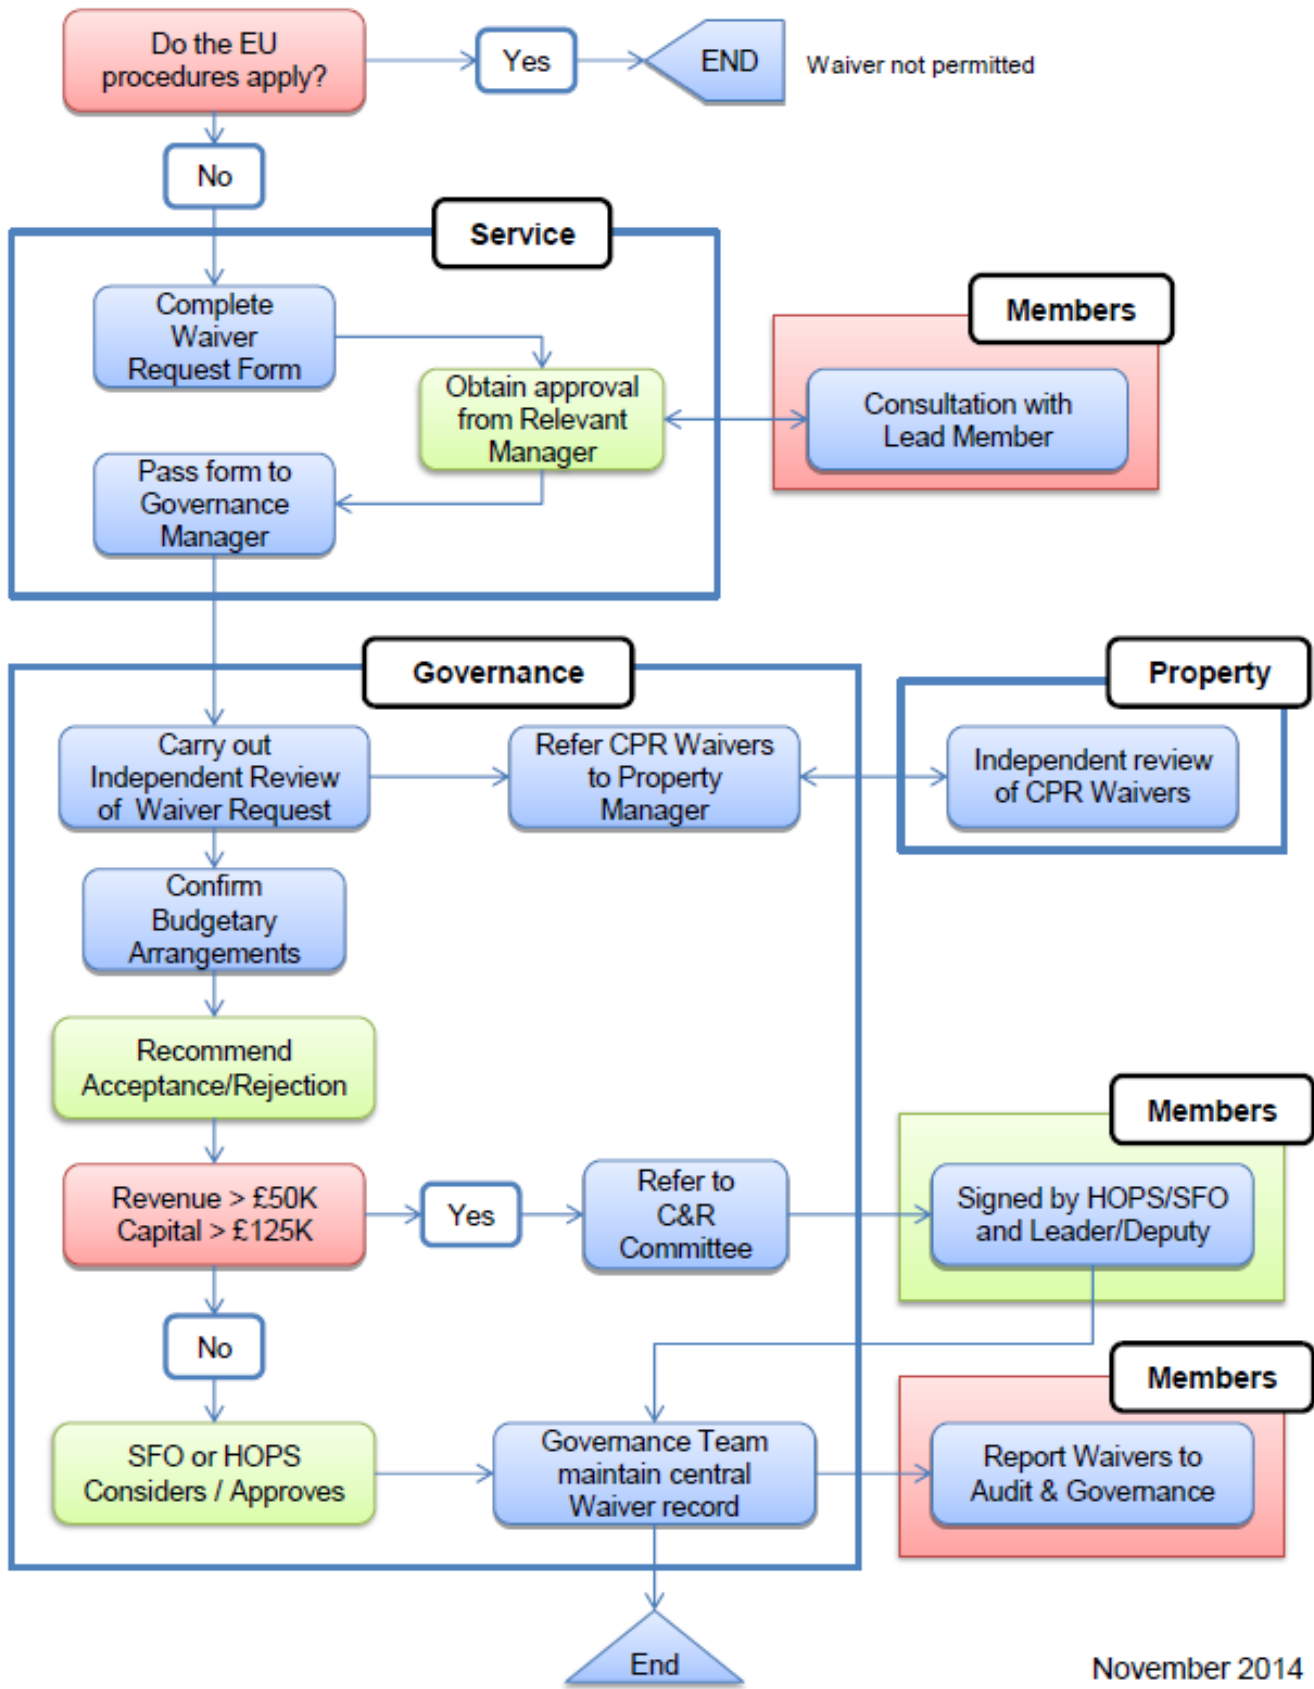 Do the EU
procedures apply?
Yes
END
Waiver not permitted
No
Service
Complete
Waiver
Request Form
Members
Obtain approval
from Relevant
Manager
Consultation with
Lead Member
Pass form to
Governance
Manager
Governance
Property
Carry out
Independent Review
of Waiver Request
Refer CPR Waivers
to Property
Manager
Independent review
of CPR Waivers
Confirm
Budgetary
Arrangements
Recommend
Acceptance/Rejection
Members
Revenue > £50K
Capital > £125K
Yes
Refer to
C&R
Committee
Signed by HOPS/SFO
and Leader/Deputy
No
Members
SFO or HOPS
Considers / Approves
Governance Team
maintain central
Waiver record
Report Waivers to
Audit & Governance
End
November 2014